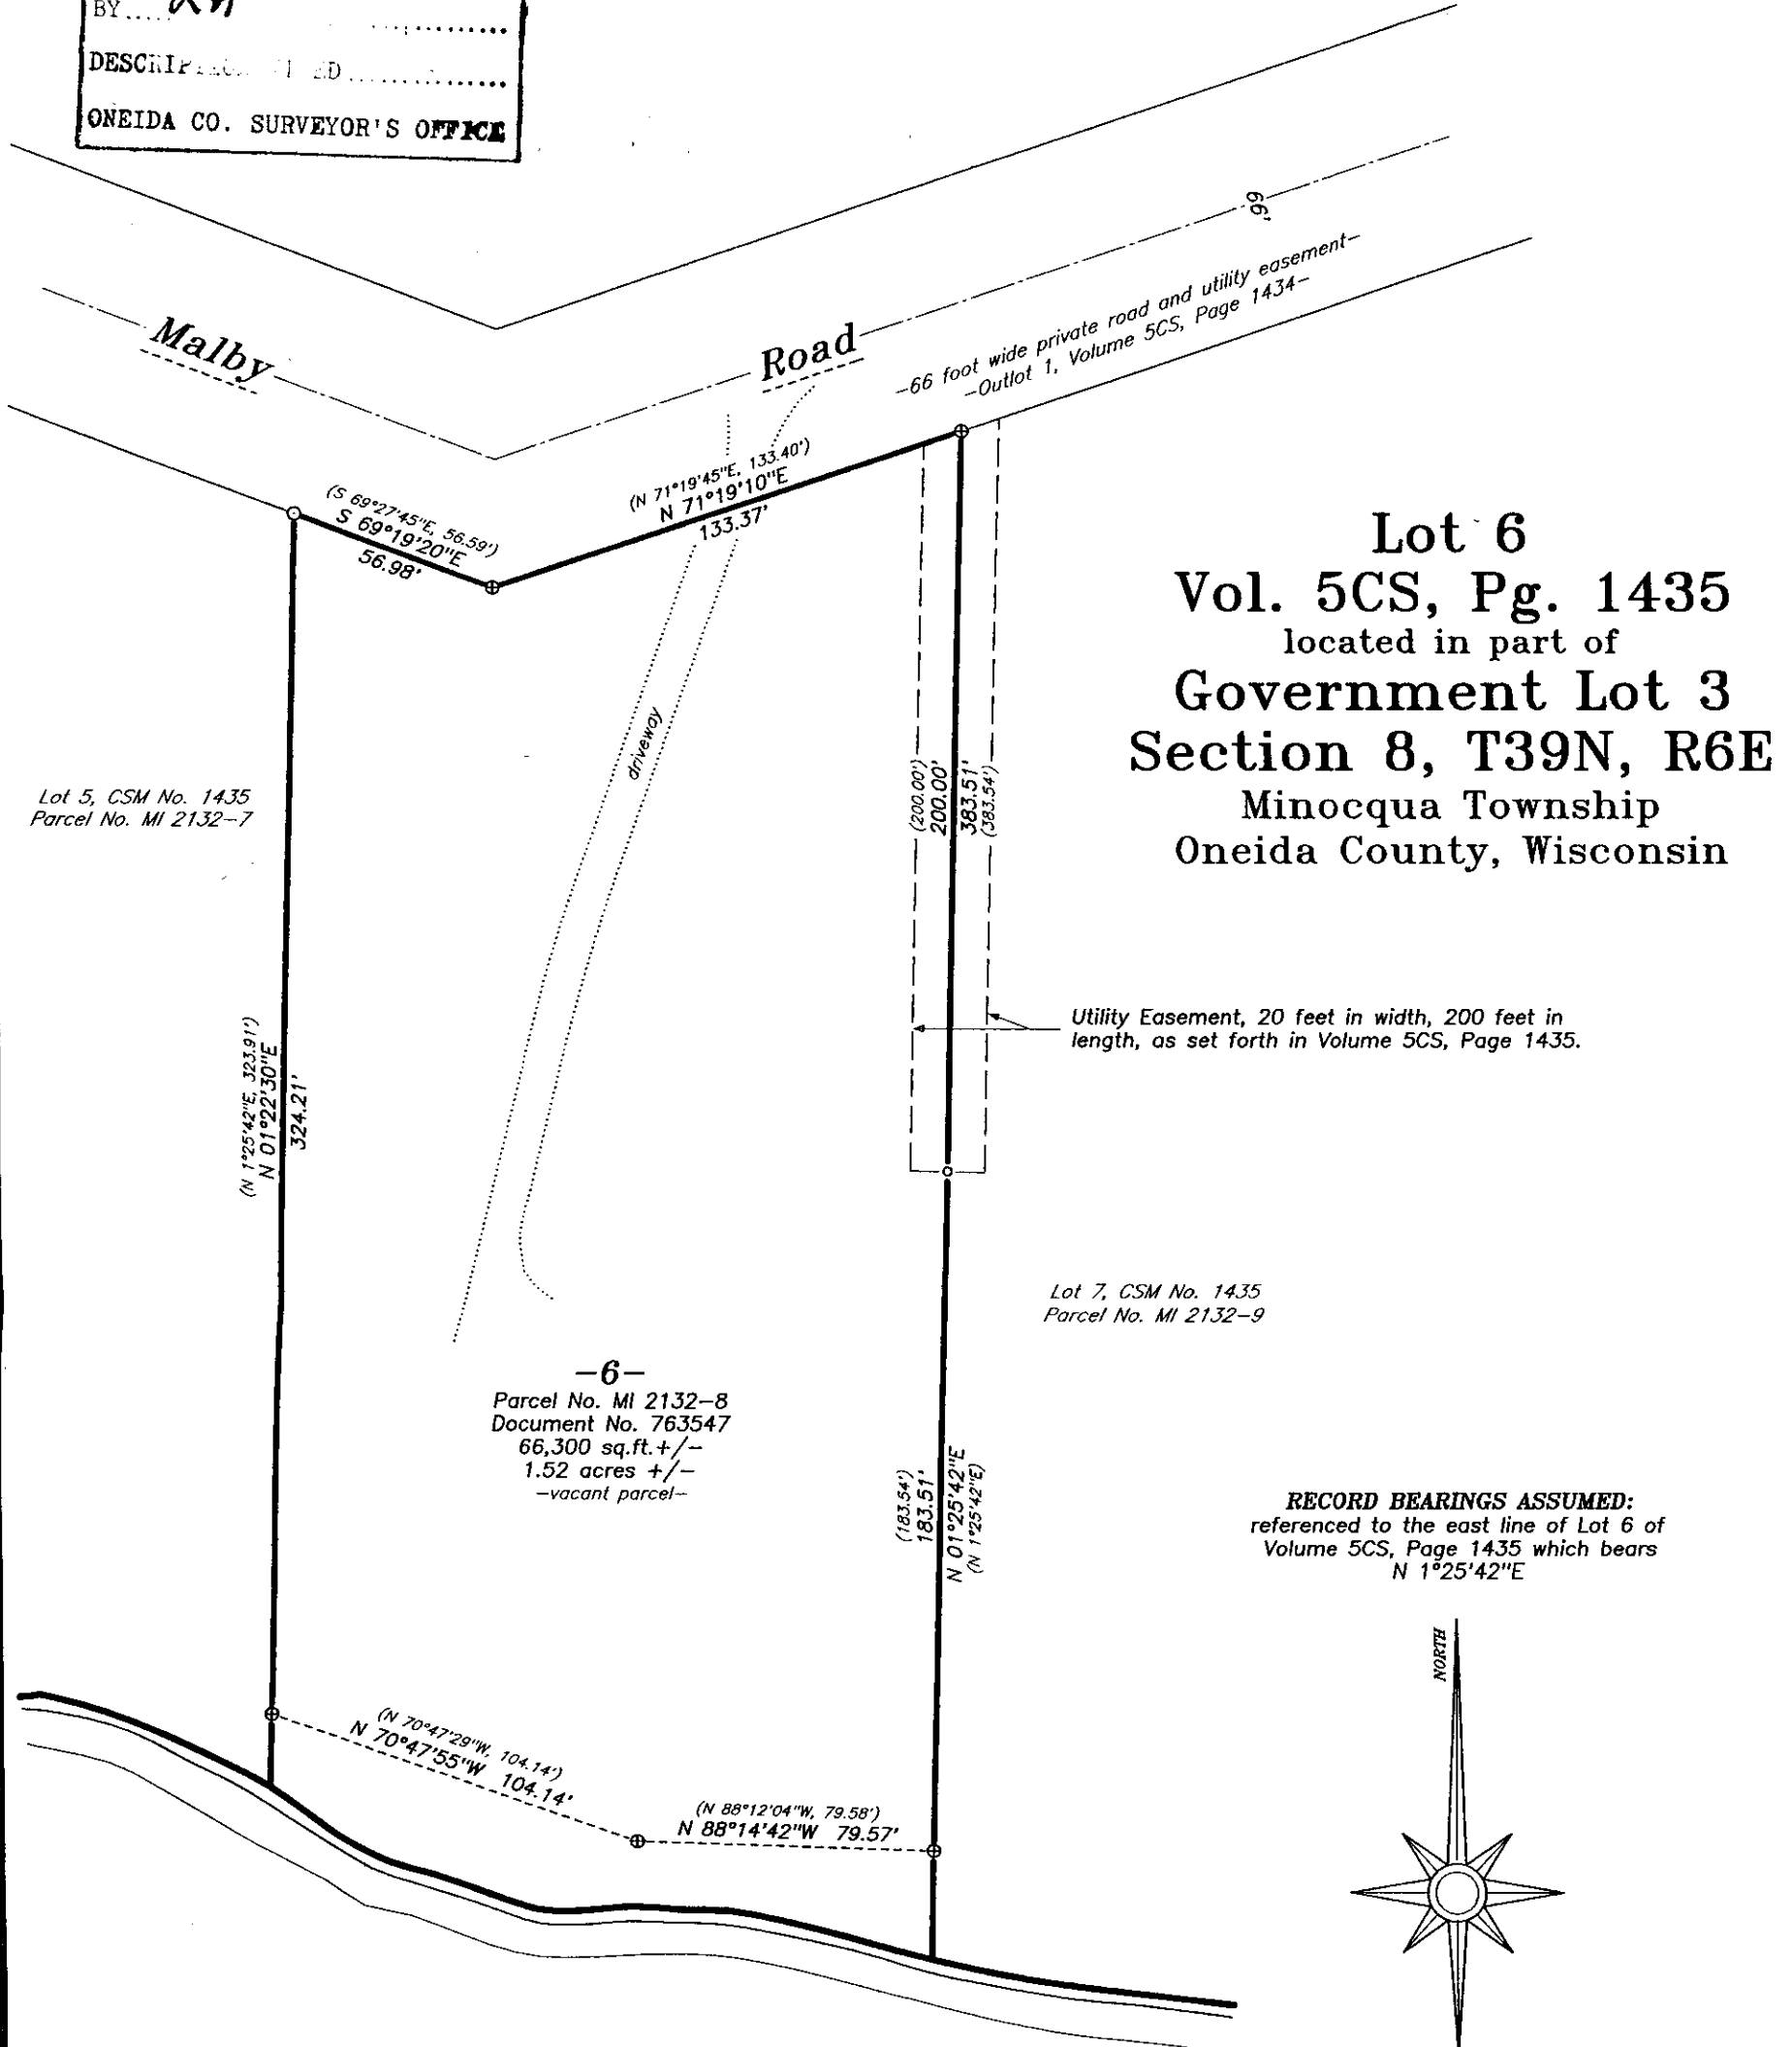 BY
ONEIDA CO. SURVEYOR'S OFFICE
66'
Malby
Road
-66 foot wide private road and utility easement-
-Outlot 1, Volume 5CS, Page 1434-
(S 69°27'45"E, 56.59')
S 69°19'20"E
56.98'
(N 71°19'45"E, 133.40')
N 71°19'10"E
133.37'
Lot 6
Vol. 5CS, Pg. 1435
located in part of
Government Lot 3
Section 8, T39N, R6E
Minocqua Township
Oneida County, Wisconsin
driveway
(200.00')
200.00'
383.51'
(383.54')
Lot 5, CSM No. 1435
Parcel No. MI 2132-7
Utility Easement, 20 feet in width, 200 feet in
length, as set forth in Volume 5CS, Page 1435.
(N 1°25'42"E, 323.91')
N 01°22'30"E
324.21'
Lot 7, CSM No. 1435
Parcel No. MI 2132-9
-6-
Parcel No. MI 2132-8
Document No. 763547
66,300 sq.ft.+/-
1.52 acres +/-
-vacant parcel-
(183.54')
183.51'
N 01°25'42"E
(N 1°25'42"E)
RECORD BEARINGS ASSUMED:
referenced to the east line of Lot 6 of
Volume 5CS, Page 1435 which bears
N 1°25'42"E
NORTH
(N 70°47'29"W, 104.14')
N 70°47'55"W 104.14'
(N 88°12'04"W, 79.58')
N 88°14'42"W 79.57'